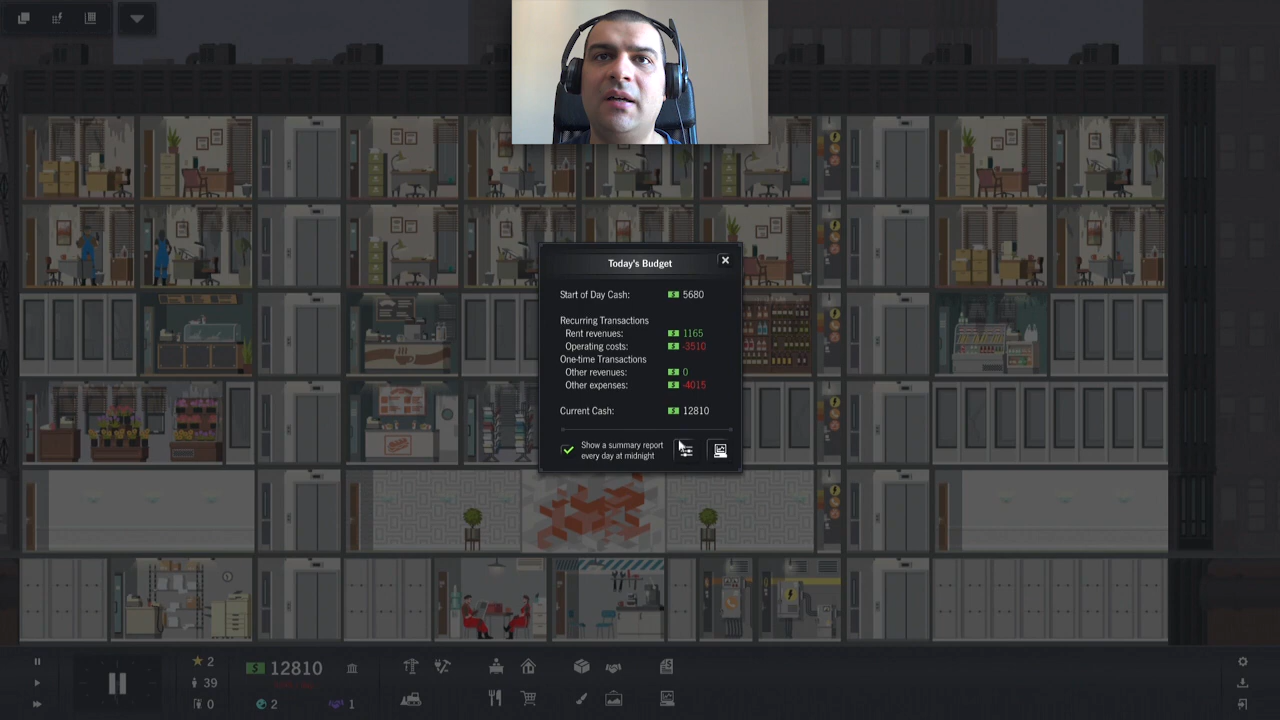 Today's Budget
Start of Day Cash: 5680
Recurring Transactions
Rent revenues: 1165
Operating costs: -3510
One-time Transactions
Other revenues: 0
Other expenses: -4015
Current Cash: 12810
Show a summary report
every day at midnight
2
39
12810
0
2
1